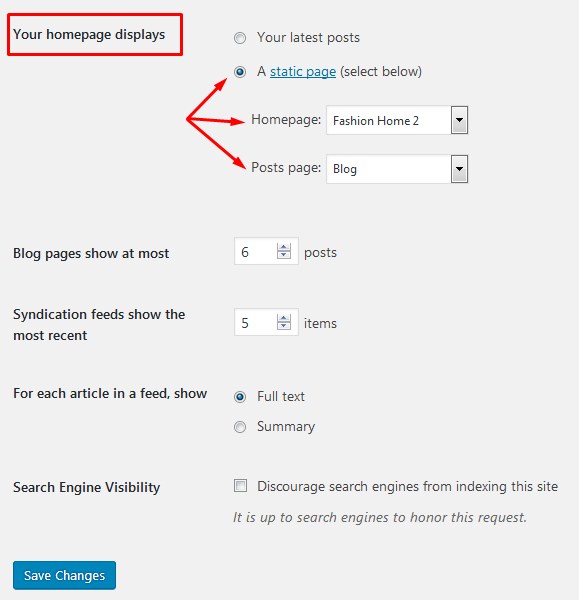 Your homepage displays
Your latest posts
A static page (select below)
Homepage: Fashion Home 2
Posts page: Blog
Blog pages show at most 6 posts
Syndication feeds show the
most recent
5 items
For each article in a feed, show
Full text
Summary
Search Engine Visibility
Discourage search engines from indexing this site
It is up to search engines to honor this request.
Save Changes